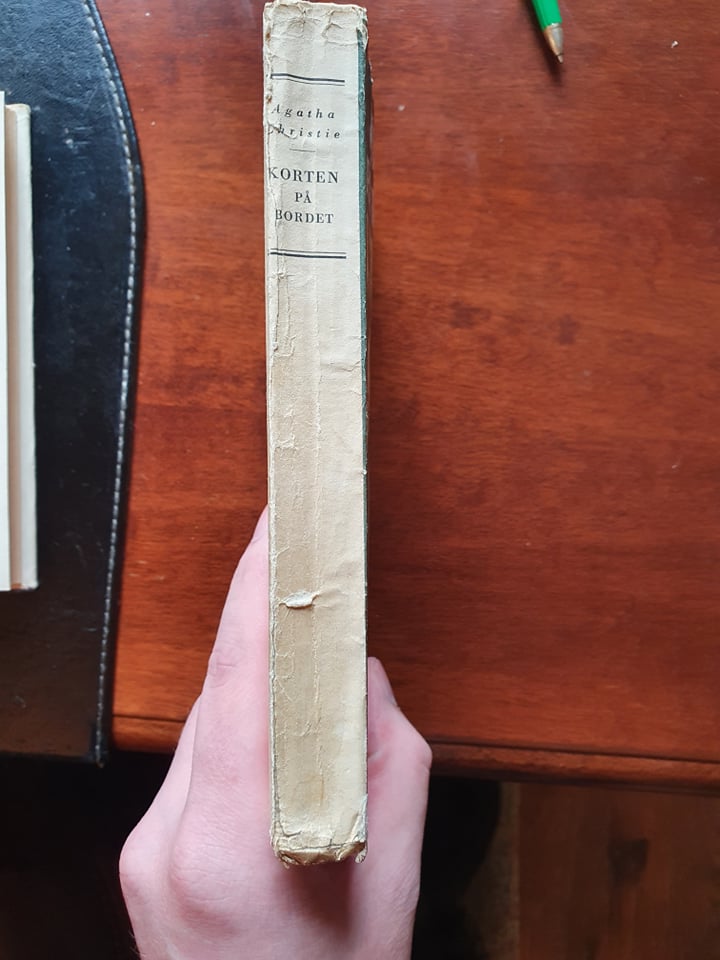 Agatha
Christie
KORTEN
PÅ
BORDET